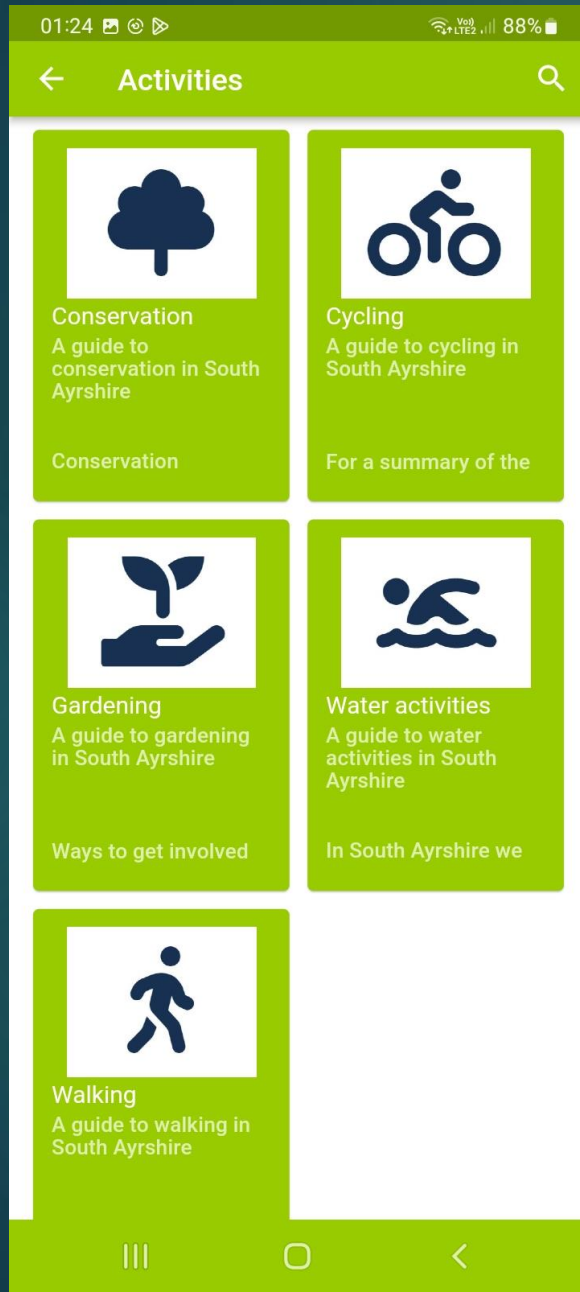 01:24
Vo))
LTE2
88%
Activities
Conservation
A guide to
conservation in South
Ayrshire
Conservation
Cycling
A guide to cycling in
South Ayrshire
For a summary of the
Gardening
A guide to gardening
in South Ayrshire
Ways to get involved
Water activities
A guide to water
activities in South
Ayrshire
In South Ayrshire we
Walking
A guide to walking in
South Ayrshire